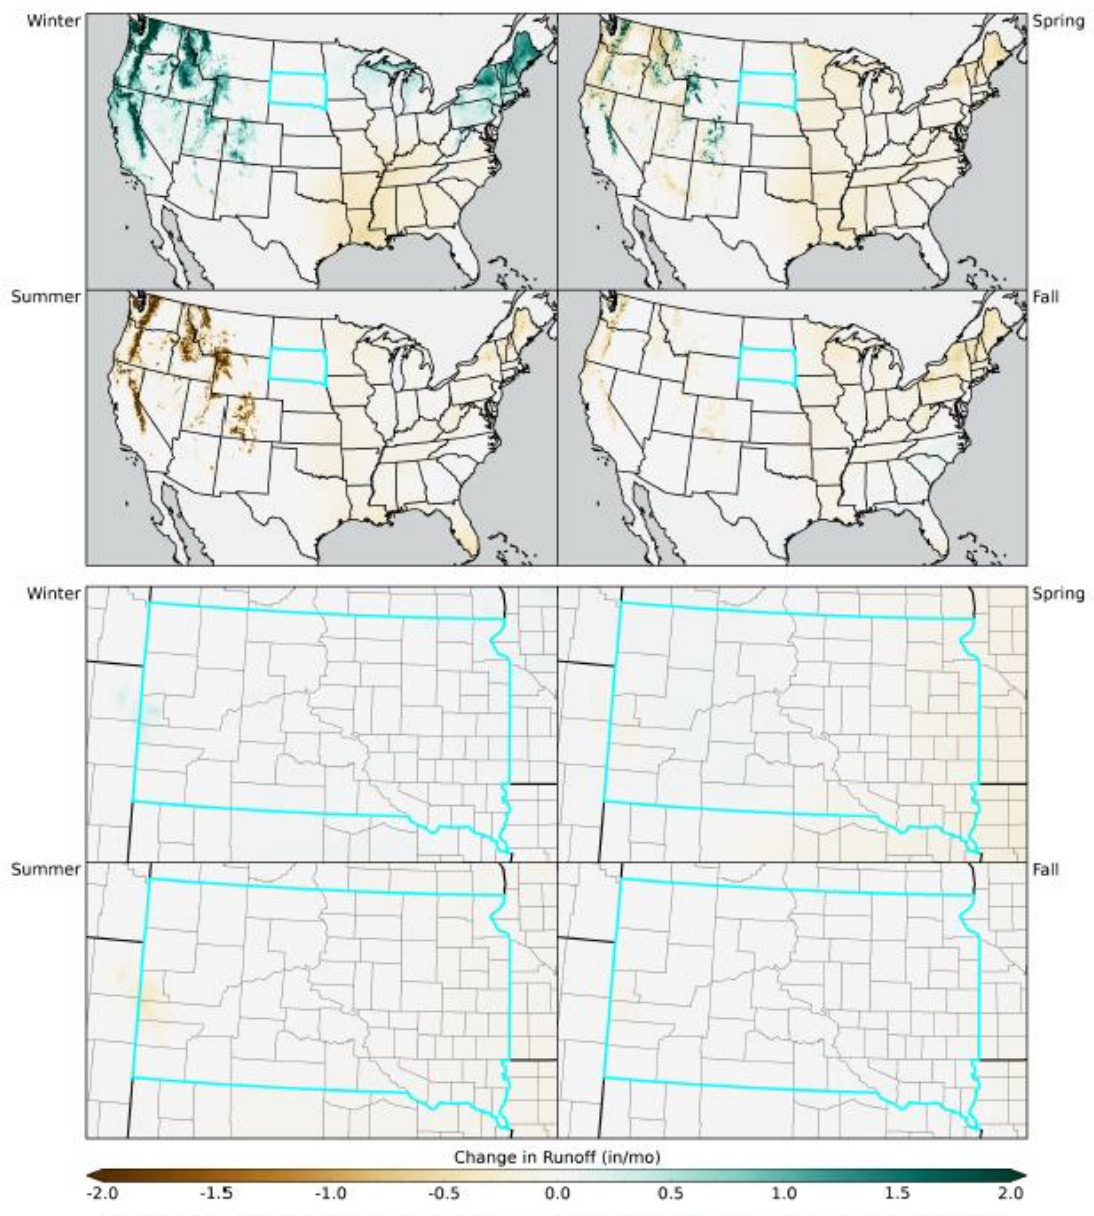 Winter
Spring
Summer
Fall
Winter
Spring
Summer
Fall
Change in Runoff (in/mo)
-2.0 -1.5 -1.0 -0.5 0.0 0.5 1.0 1.5 2.0